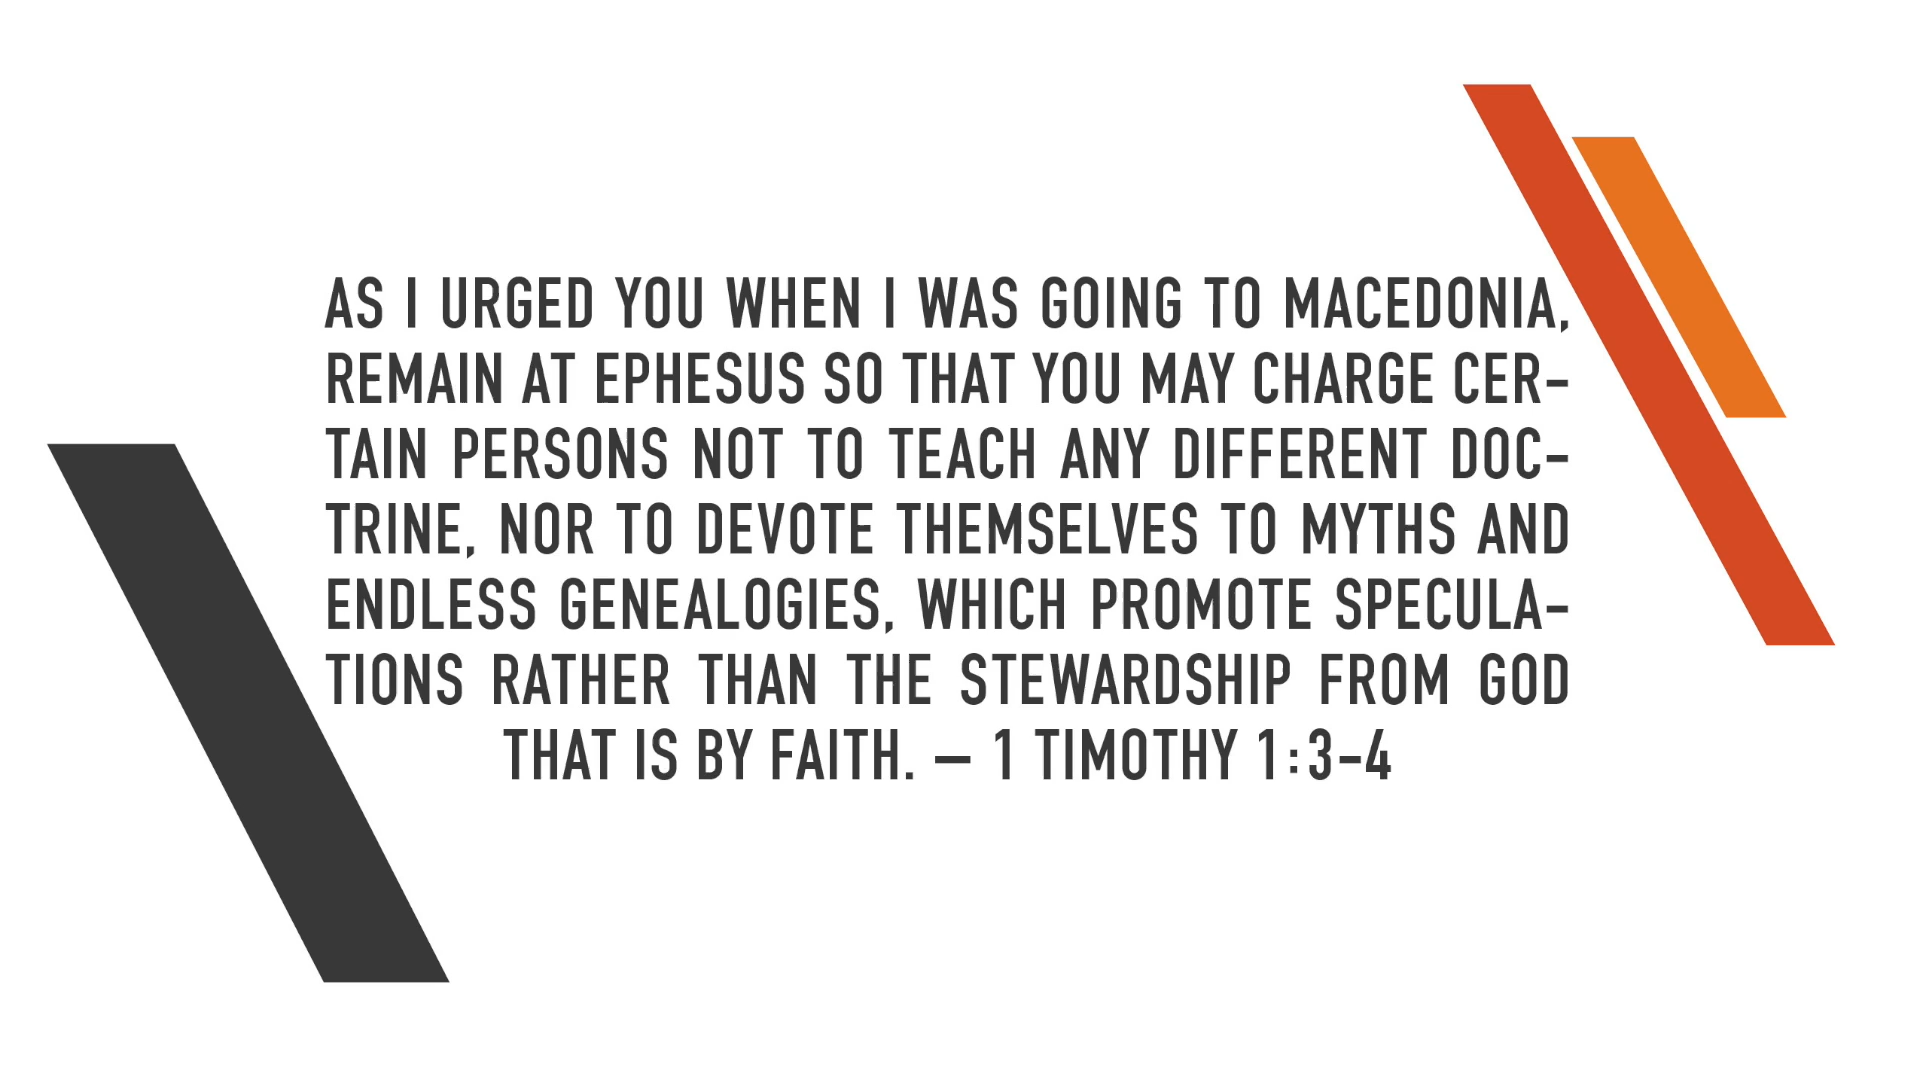 AS I URGED YOU WHEN I WAS GOING TO MACEDONIA,
REMAIN AT EPHESUS SO THAT YOU MAY CHARGE CER-
TAIN PERSONS NOT TO TEACH ANY DIFFERENT DOC-
TRINE, NOR TO DEVOTE THEMSELVES TO MYTHS AND
ENDLESS GENEALOGIES, WHICH PROMOTE SPECULA-
TIONS RATHER THAN THE STEWARDSHIP FROM GOD
THAT IS BY FAITH. – 1 TIMOTHY 1:3-4